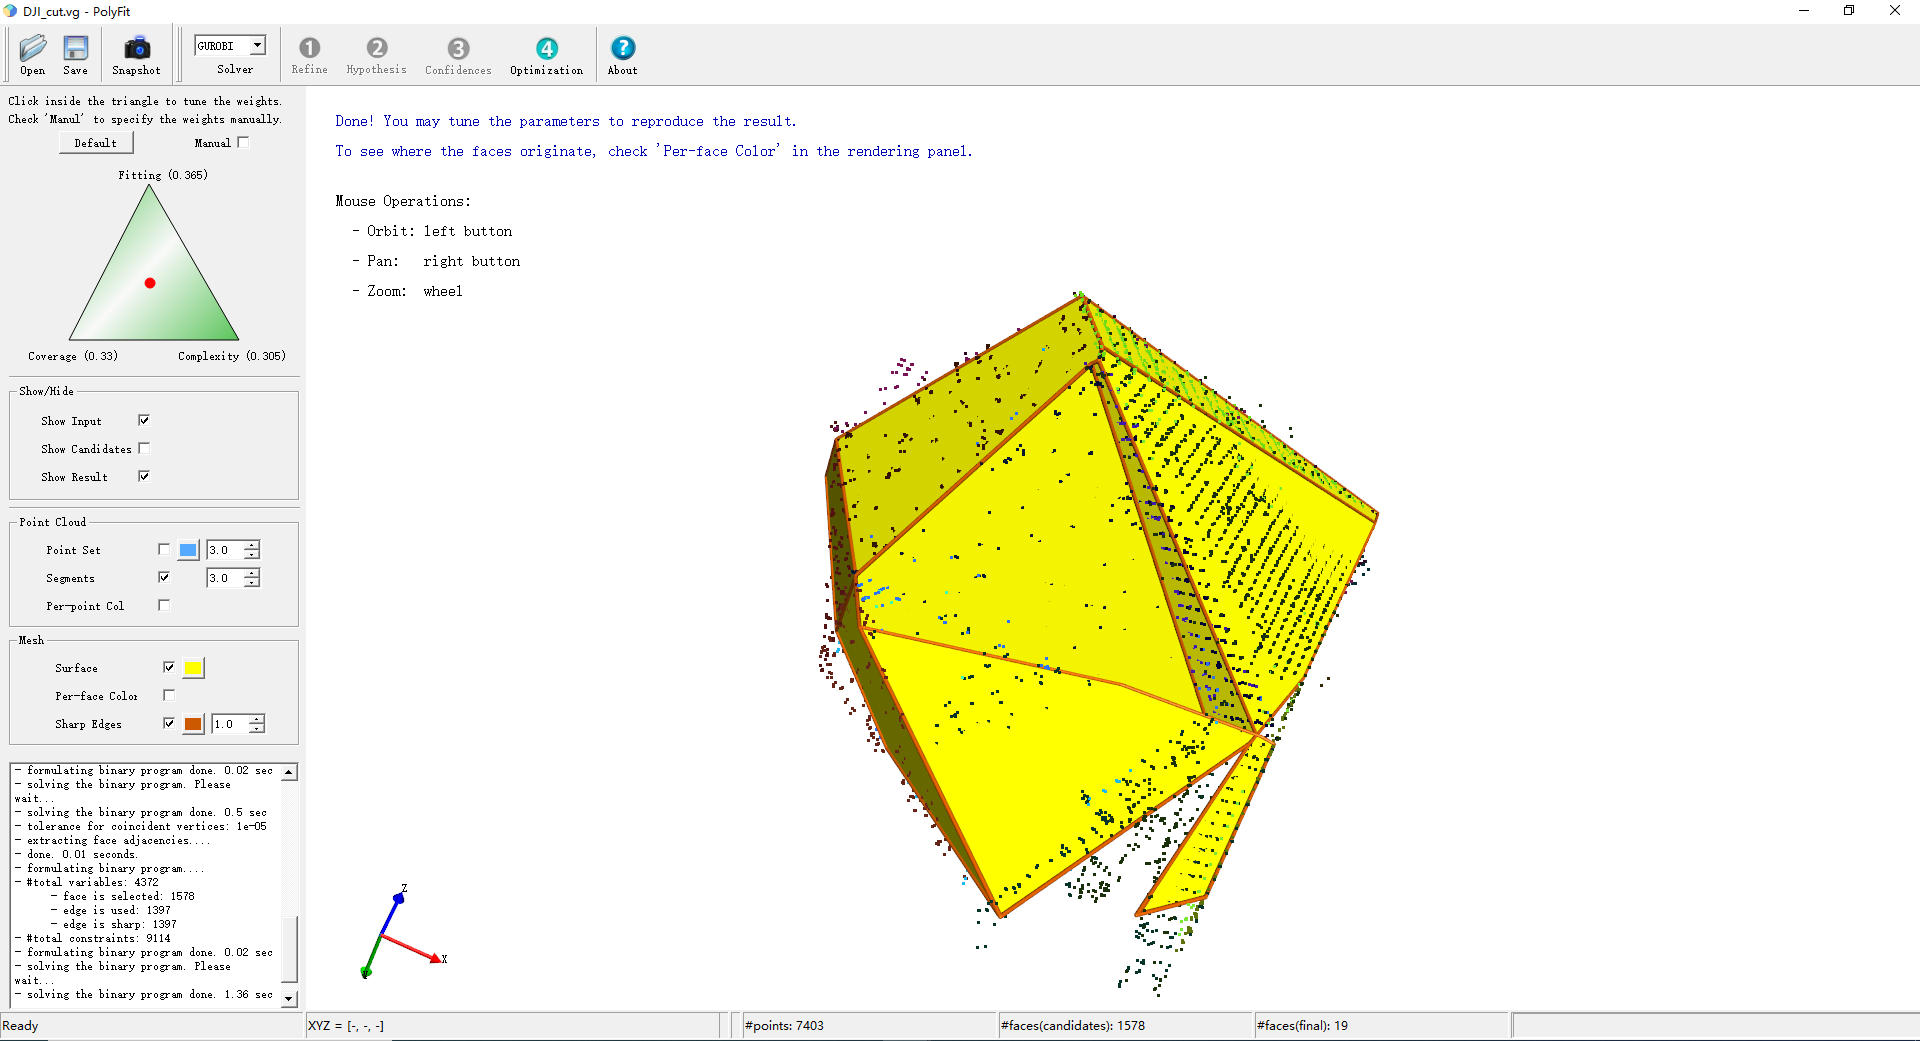 DJI_cut.vg - PolyFit
Open
Save
Snapshot
GUROBI
Solver
1
Refine
2
Hypothesis
3
Confidences
4
Optimization
?
About
Click inside the triangle to tune the weights.
Check 'Manul' to specify the weights manually.
Default
Manual
Fitting (0.365)
Coverage (0.33)
Complexity (0.305)
Show/Hide
Show Input
Show Candidates
Show Result
Point Cloud
Point Set
3.0
Segments
3.0
Per-point Col
Mesh
Surface
Per-face Color
Sharp Edges
1.0
- formulating binary program done. 0.02 sec
- solving the binary program. Please
wait...
- solving the binary program done. 0.5 sec
- tolerance for coincident vertices: 1e-05
- extracting face adjacencies....
- done. 0.01 seconds.
- formulating binary program....
- #total variables: 4372
- face is selected: 1578
- edge is used: 1397
- edge is sharp: 1397
- #total constraints: 9114
- formulating binary program done. 0.02 sec
- solving the binary program. Please
wait...
- solving the binary program done. 1.36 sec
Done! You may tune the parameters to reproduce the result.
To see where the faces originate, check 'Per-face Color' in the rendering panel.
Mouse Operations:
- Orbit: left button
- Pan: right button
- Zoom: wheel
Z
X
Ready
XYZ = [-, -, -]
#points: 7403
#faces(candidates): 1578
#faces(final): 19